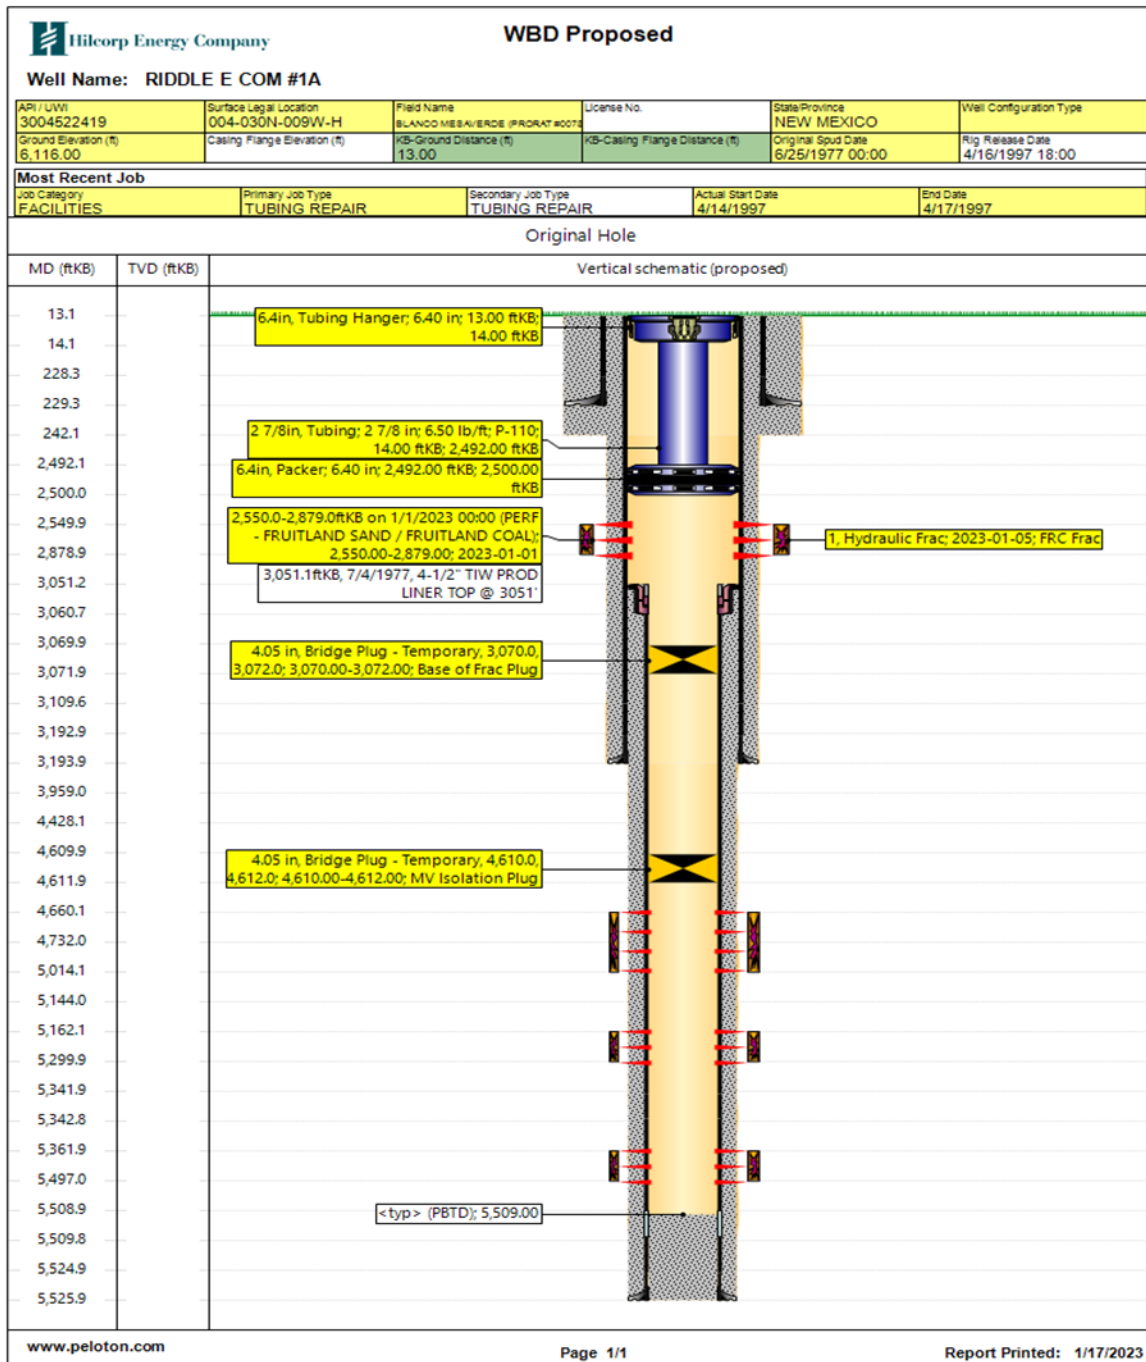 Hilcorp Energy Company
WBD Proposed
Well Name: RIDDLE E COM #1A
API / UWI
3004522419
Surface Legal Location
004-030N-009W-H
Field Name
BLANCO MESAVERDE (PRORAT #0078
License No.
State/Province
NEW MEXICO
Well Configuration Type
Ground Elevation (ft)
6,116.00
Casing Flange Elevation (ft)
KB-Ground Distance (ft)
13.00
KB-Casing Flange Distance (ft)
Original Spud Date
6/25/1977 00:00
Rig Release Date
4/16/1997 18:00
Most Recent Job
Job Category
FACILITIES
Primary Job Type
TUBING REPAIR
Secondary Job Type
TUBING REPAIR
Actual Start Date
4/14/1997
End Date
4/17/1997
Original Hole
MD (ftKB)
TVD (ftKB)
Vertical schematic (proposed)
13.1
14.1
228.3
229.3
242.1
2,492.1
2,500.0
2,549.9
2,878.9
3,051.2
3,060.7
3,069.9
3,071.9
3,109.6
3,192.9
3,193.9
3,959.0
4,428.1
4,609.9
4,611.9
4,660.1
4,732.0
5,014.1
5,144.0
5,162.1
5,299.9
5,341.9
5,342.8
5,361.9
5,497.0
5,508.9
5,509.8
5,524.9
5,525.9
6.4in, Tubing Hanger; 6.40 in; 13.00 ftKB;
14.00 ftKB
2 7/8in, Tubing; 2 7/8 in; 6.50 lb/ft; P-110;
14.00 ftKB; 2,492.00 ftKB
6.4in, Packer; 6.40 in; 2,492.00 ftKB; 2,500.00
ftKB
2,550.0-2,879.0ftKB on 1/1/2023 00:00 (PERF
- FRUITLAND SAND / FRUITLAND COAL);
2,550.00-2,879.00; 2023-01-01
1, Hydraulic Frac; 2023-01-05; FRC Frac
3,051.1ftKB, 7/4/1977, 4-1/2" TIW PROD
LINER TOP @ 3051'
4.05 in, Bridge Plug - Temporary, 3,070.0,
3,072.0; 3,070.00-3,072.00; Base of Frac Plug
4.05 in, Bridge Plug - Temporary, 4,610.0,
4,612.0; 4,610.00-4,612.00; MV Isolation Plug
<typ> (PBTD); 5,509.00
www.peloton.com
Page 1/1
Report Printed: 1/17/2023